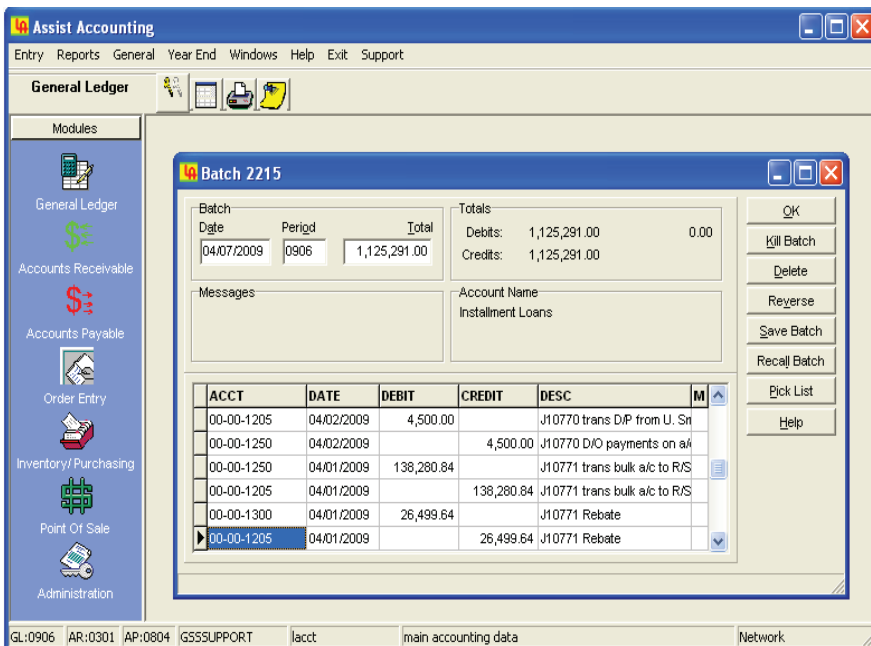 Assist Accounting
Entry Reports General Year End Windows Help Exit Support
General Ledger
Modules
General Ledger
Accounts Receivable
Accounts Payable
Order Entry
Inventory/ Purchasing
Point Of Sale
Administration
Batch 2215
Batch
Date Period Total
04/07/2009 0906 1,125,291.00
Totals
Debits: 1,125,291.00 0.00
Credits: 1,125,291.00
Messages
Account Name
Installment Loans
OK
Kill Batch
Delete
Reverse
Save Batch
Recall Batch
Pick List
Help
ACCT DATE DEBIT CREDIT DESC M
00-00-1205 04/02/2009 4,500.00 J10770 trans D/P from U. Sm
00-00-1250 04/02/2009 4,500.00 J10770 D/O payments on a/c
00-00-1250 04/01/2009 138,280.84 J10771 trans bulk a/c to R/S
00-00-1205 04/01/2009 138,280.84 J10771 trans bulk a/c to R/S
00-00-1300 04/01/2009 26,499.64 J10771 Rebate
00-00-1205 04/01/2009 26,499.64 J10771 Rebate
GL:0906 AR:0301 AP:0804 GSSSUPPORT lacct main accounting data Network